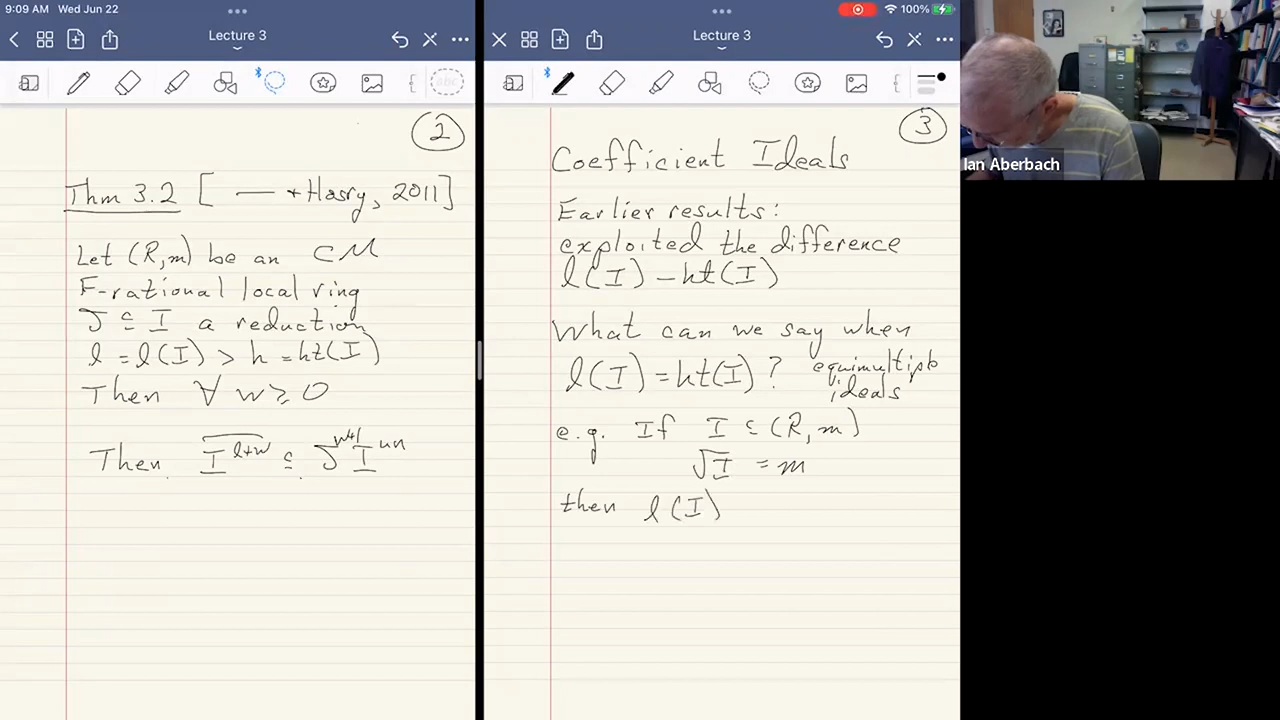 9:09 AM Wed Jun 22
100%
Lecture 3
Lecture 3
②
Thm 3.2 [ — + Hosry, 2011]
Let (R,m) be an CM
F-rational local ring
J ⊆ I a reduction
l = l(I) > h = ht(I)
Then ∀ w ≥ 0
Then \overline{I^{l+w}} ⊆ J^{w+1} I^{un}
③
Coefficient Ideals
Earlier results:
exploited the difference
l(I) - ht(I)
What can we say when
l(I) = ht(I)? equimultiple
ideals
e.g. If I ⊆ (R,m)
√I = m
then l(I)
Ian Aberbach